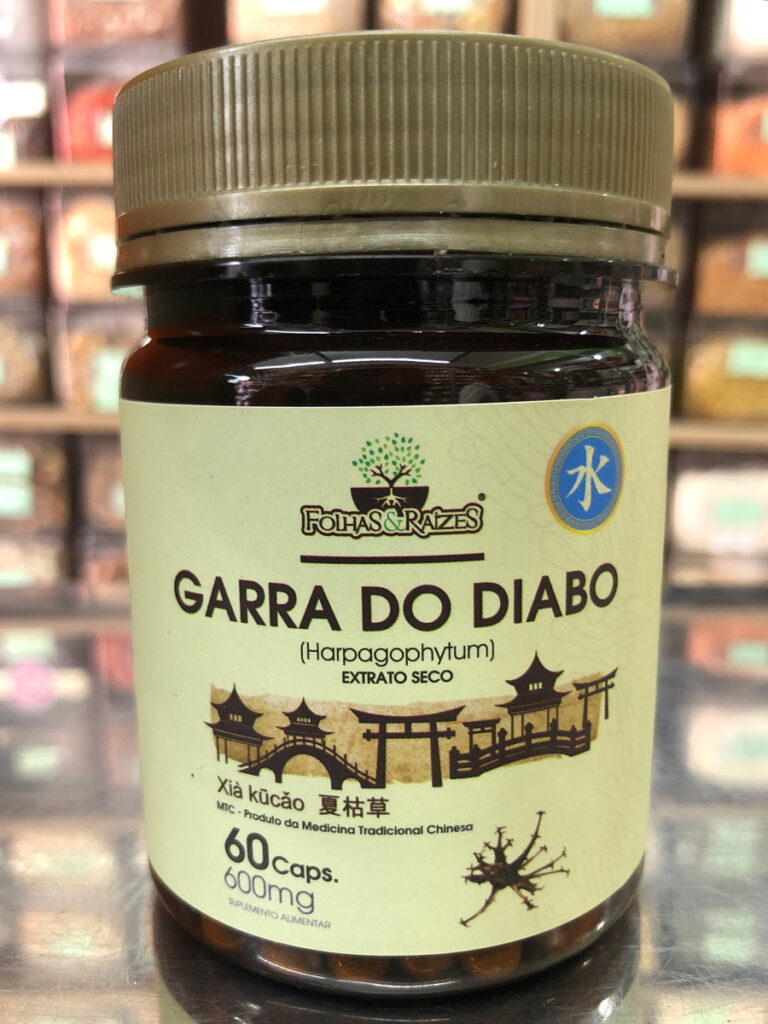 FOLHAS&RAÍZES®
水
GARRA DO DIABO
(Harpagophytum)
EXTRATO SECO
Xià kūcǎo 夏枯草
MTC - Produto da Medicina Tradicional Chinesa
60 Caps.
600mg
SUPLEMENTO ALIMENTAR